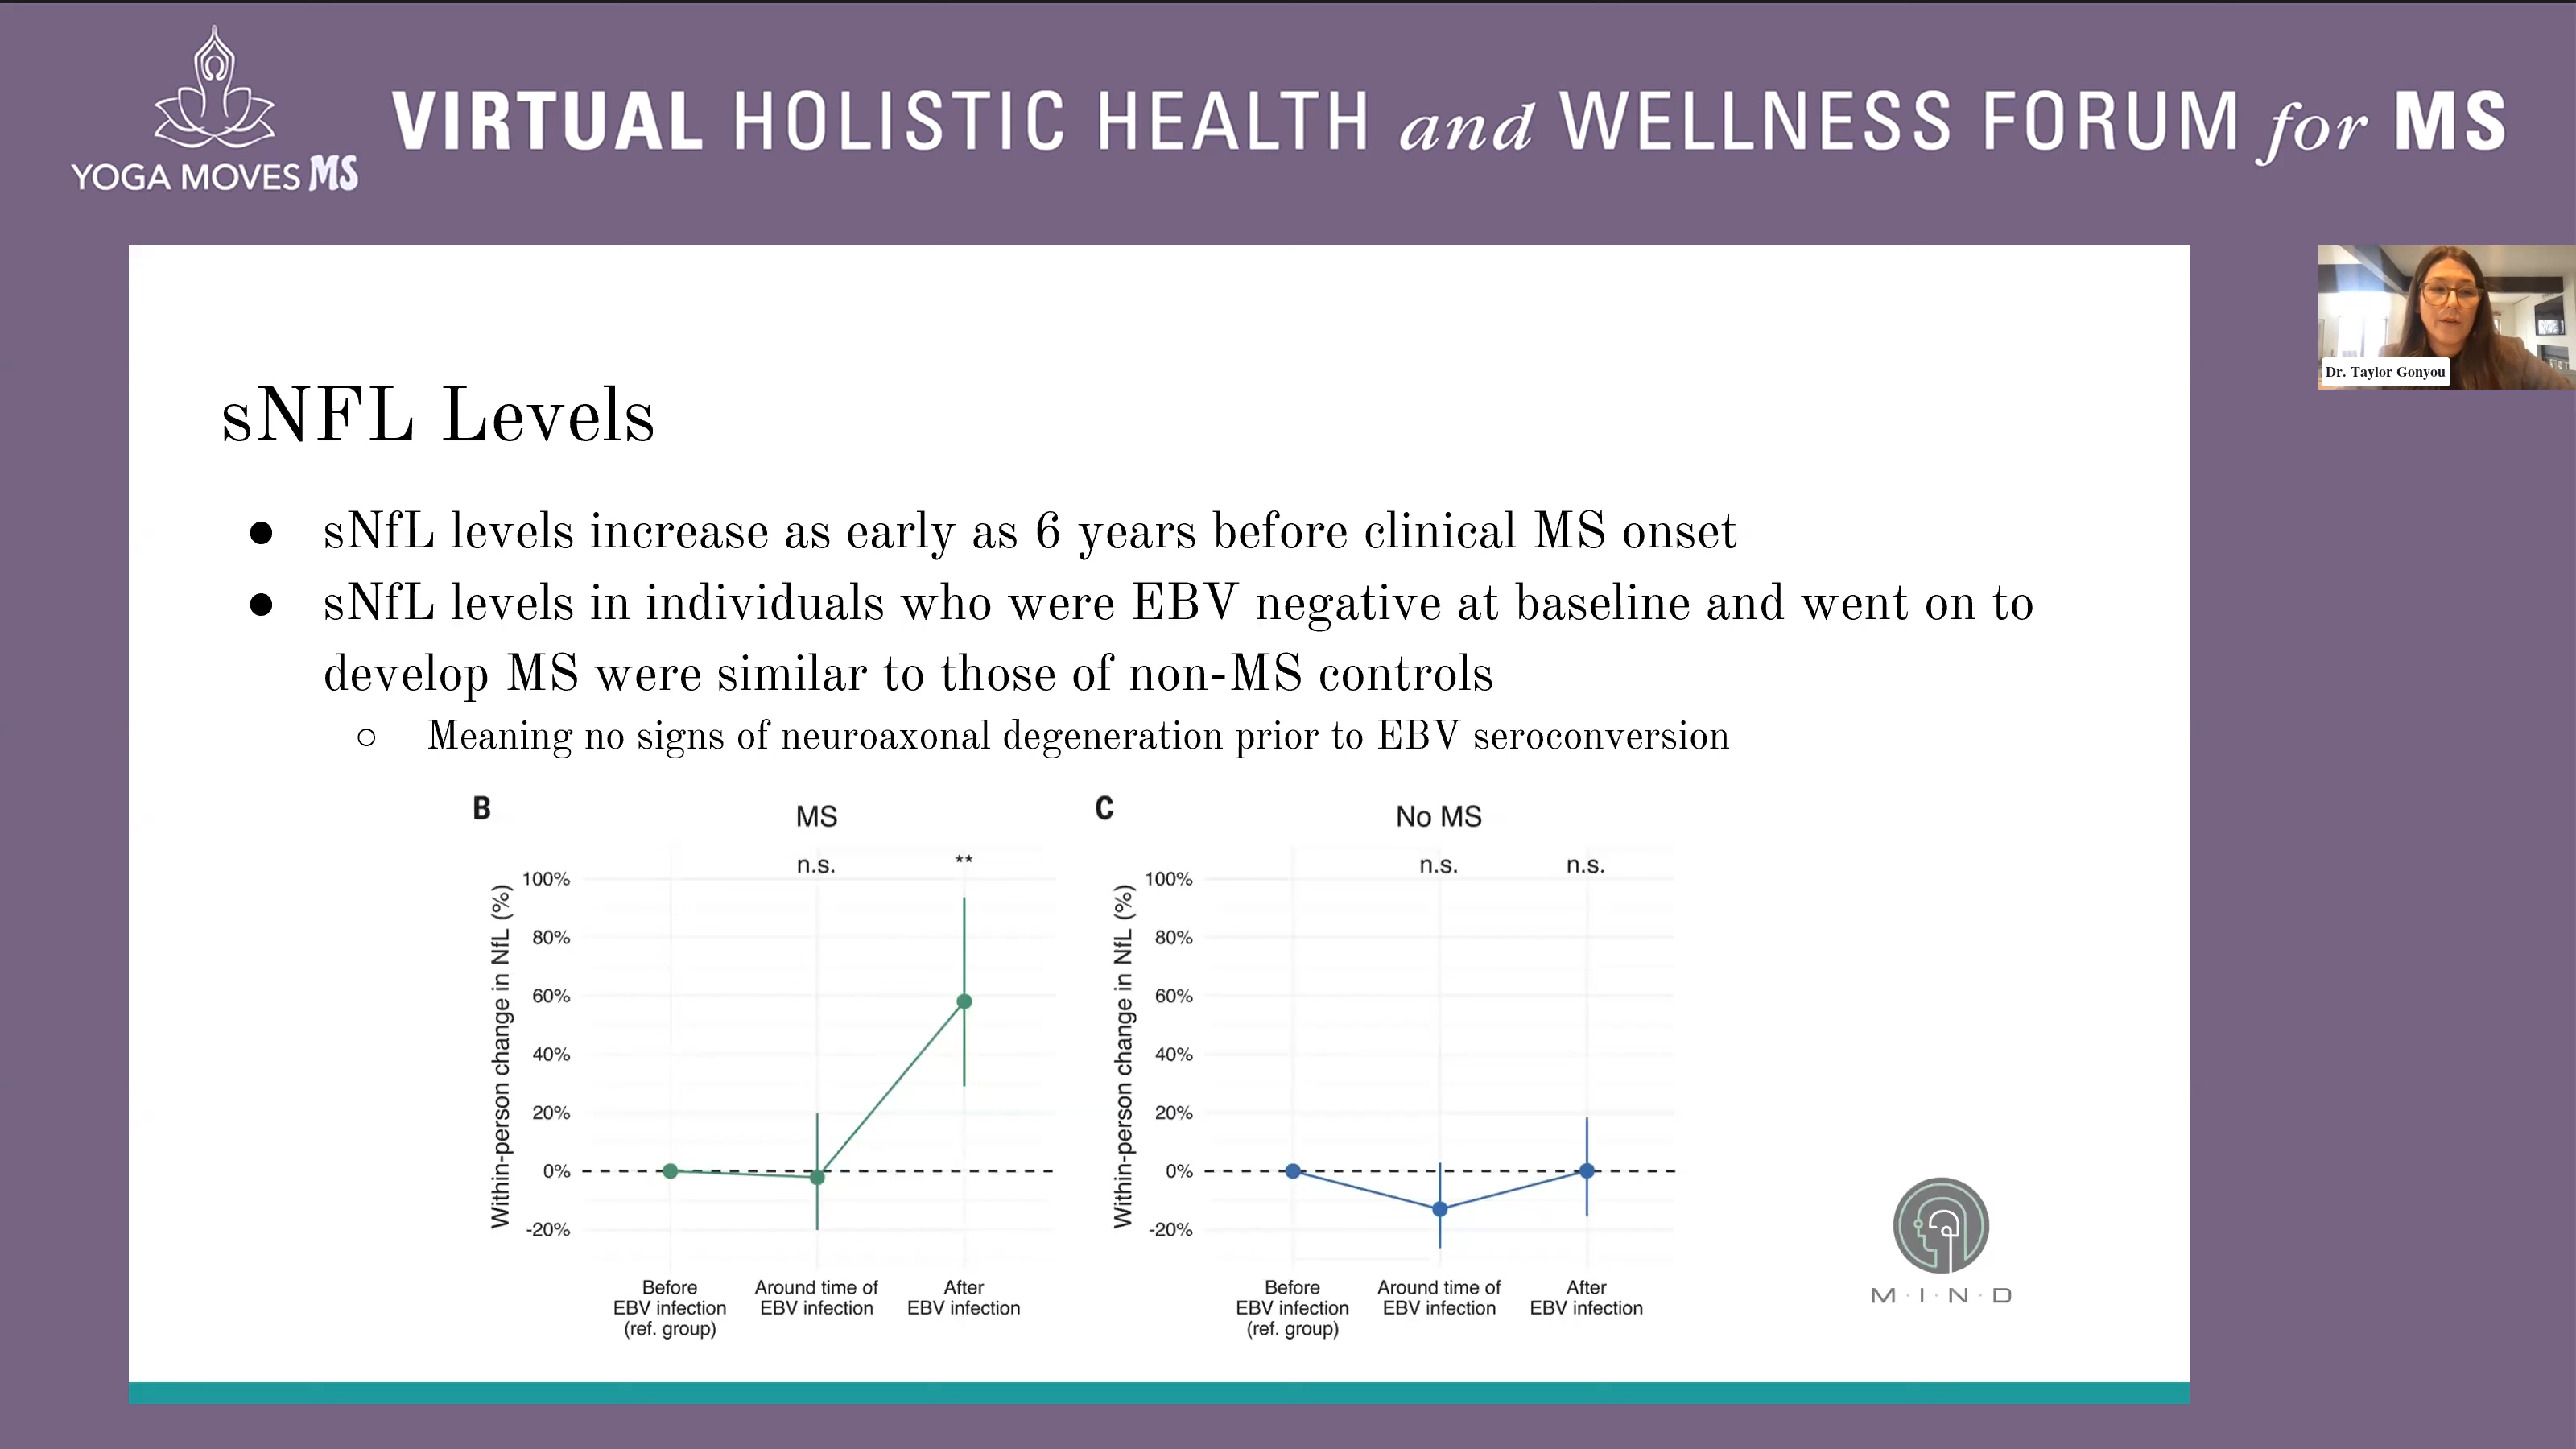 YOGA MOVES MS
VIRTUAL HOLISTIC HEALTH and WELLNESS FORUM for MS
Dr. Taylor Gonyou
sNFL Levels
● sNfL levels increase as early as 6 years before clinical MS onset
● sNfL levels in individuals who were EBV negative at baseline and went on to
develop MS were similar to those of non-MS controls
○ Meaning no signs of neuroaxonal degeneration prior to EBV seroconversion
B
MS
n.s.
**
Within-person change in NfL (%)
100%
80%
60%
40%
20%
0%
-20%
Before
EBV infection
(ref. group)
Around time of
EBV infection
After
EBV infection
C
No MS
n.s.
n.s.
Within-person change in NfL (%)
100%
80%
60%
40%
20%
0%
-20%
Before
EBV infection
(ref. group)
Around time of
EBV infection
After
EBV infection
M·I·N·D